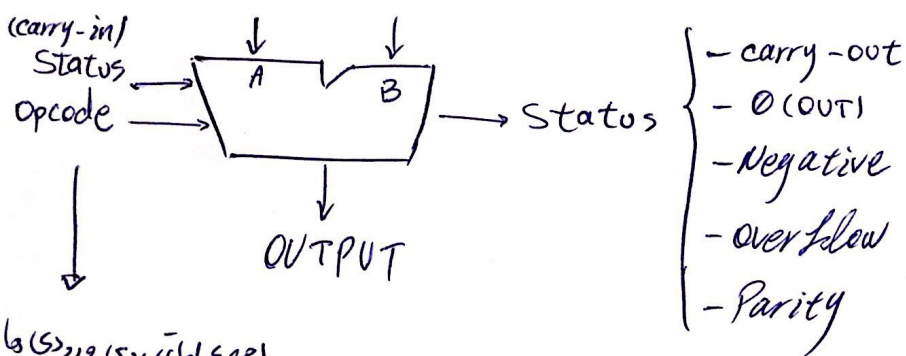 (carry-in)
Status
Opcode
A
B
Status
- carry-out
- 0 (OUT)
- Negative
- overflow
- Parity
OUTPUT